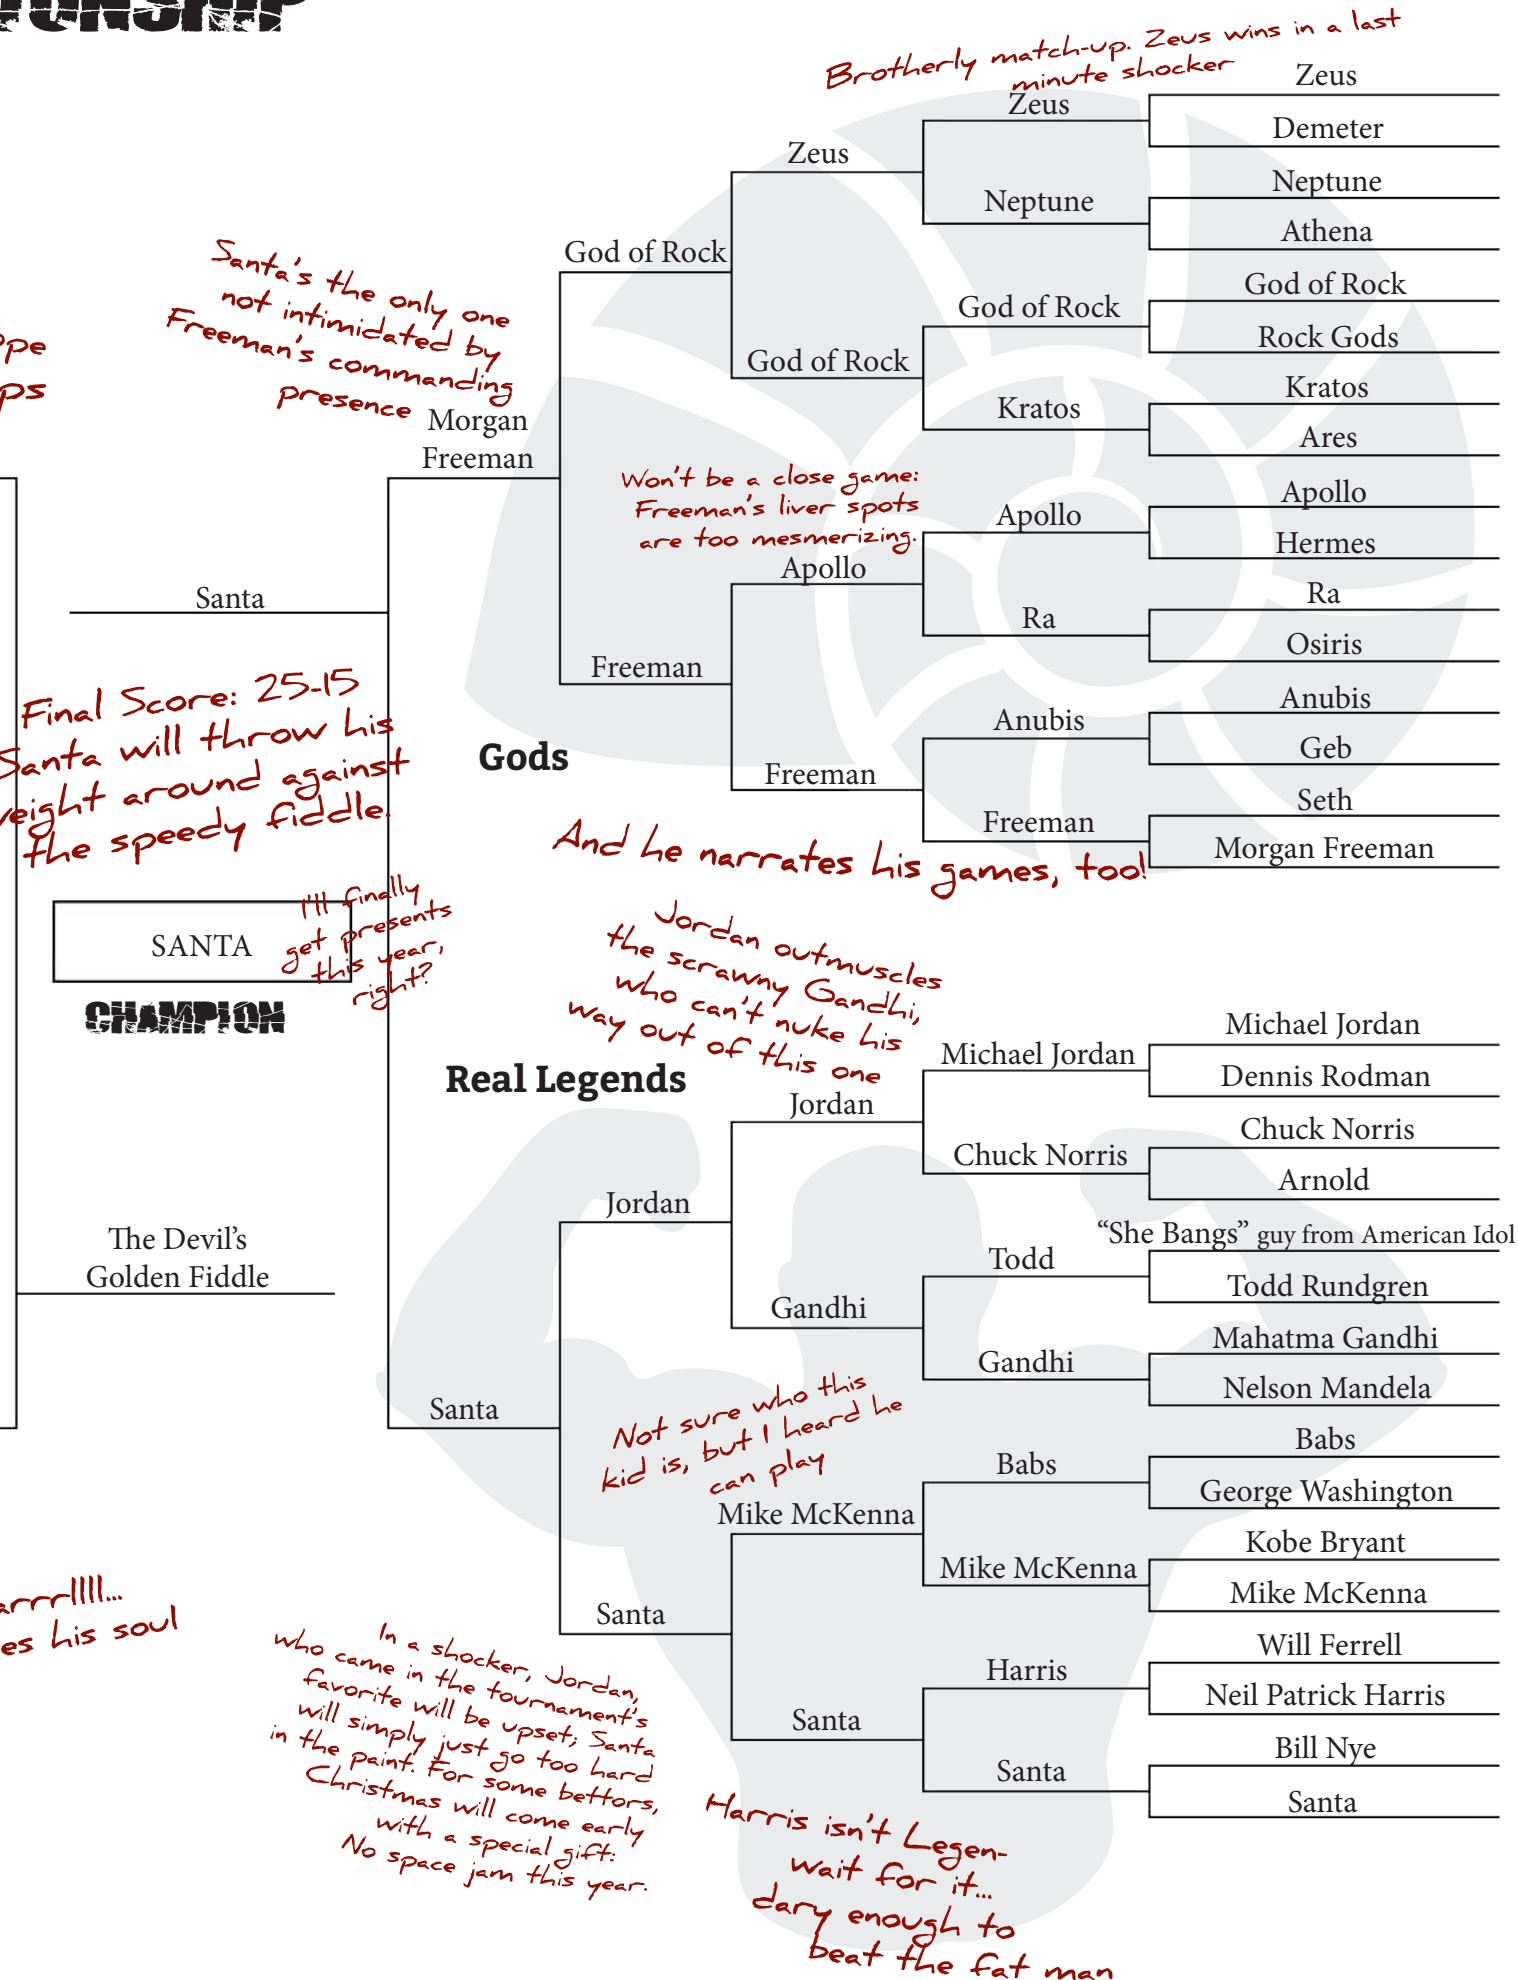 Brotherly match-up. Zeus wins in a last
minute shocker
Zeus
Demeter
Neptune
Athena
God of Rock
Rock Gods
Kratos
Ares
Apollo
Hermes
Ra
Osiris
Anubis
Geb
Seth
Morgan Freeman
Zeus
Neptune
God of Rock
Kratos
Apollo
Ra
Anubis
Freeman
Zeus
God of Rock
Apollo
Freeman
God of Rock
Freeman
Morgan
Freeman
Santa's the only one
not intimidated by
Freeman's commanding
presence
Won't be a close game:
Freeman's liver spots
are too mesmerizing.
And he narrates his games, too!
Gods
Santa
Final Score: 25-15
Santa will throw his
around against
the speedy fiddle.
SANTA
I'll finally
get presents
this year,
right?
CHAMPION
The Devil's
Golden Fiddle
Real Legends
Jordan outmuscles
the scrawny Gandhi,
who can't nuke his
way out of this one
Michael Jordan
Dennis Rodman
Chuck Norris
Arnold
“She Bangs” guy from American Idol
Todd Rundgren
Mahatma Gandhi
Nelson Mandela
Babs
George Washington
Kobe Bryant
Mike McKenna
Will Ferrell
Neil Patrick Harris
Bill Nye
Santa
Michael Jordan
Chuck Norris
Todd
Gandhi
Babs
Mike McKenna
Harris
Santa
Jordan
Gandhi
Mike McKenna
Santa
Jordan
Santa
Santa
Not sure who this
kid is, but I heard he
can play
his soul
In a shocker, Jordan,
who came in the tournament's
favorite will be upset; Santa
will simply just go too hard
in the paint. For some bettors,
Christmas will come early
with a special gift:
No space jam this year.
Harris isn't Legen-
wait for it...
dary enough to
beat the fat man